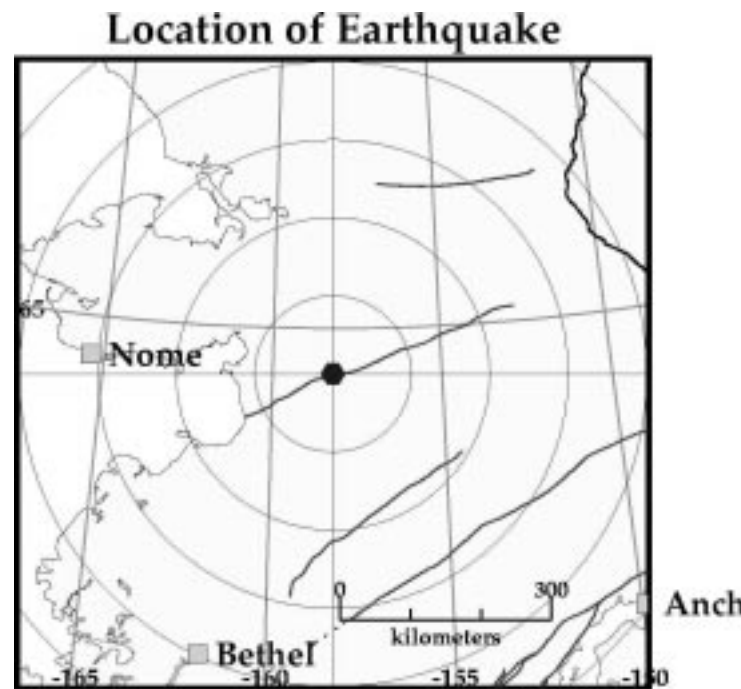 Location of Earthquake
65
Nome
0 300
Anch
kilometers
Bethel
-165 -160 -155 -150